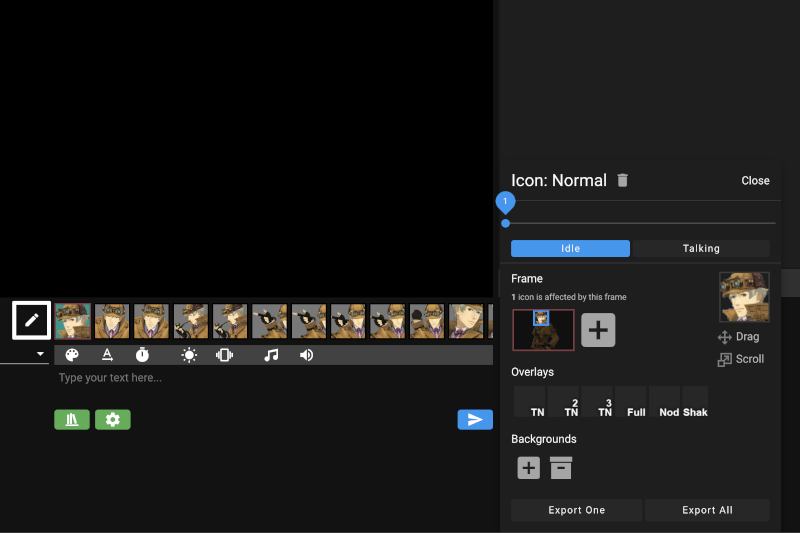 Icon: Normal
Close
1
Idle
Talking
Frame
1 icon is affected by this frame
Drag
Scroll
Overlays
TN
2
TN
3
TN
Full
Nod
Shak
Backgrounds
Export One
Export All
Type your text here...